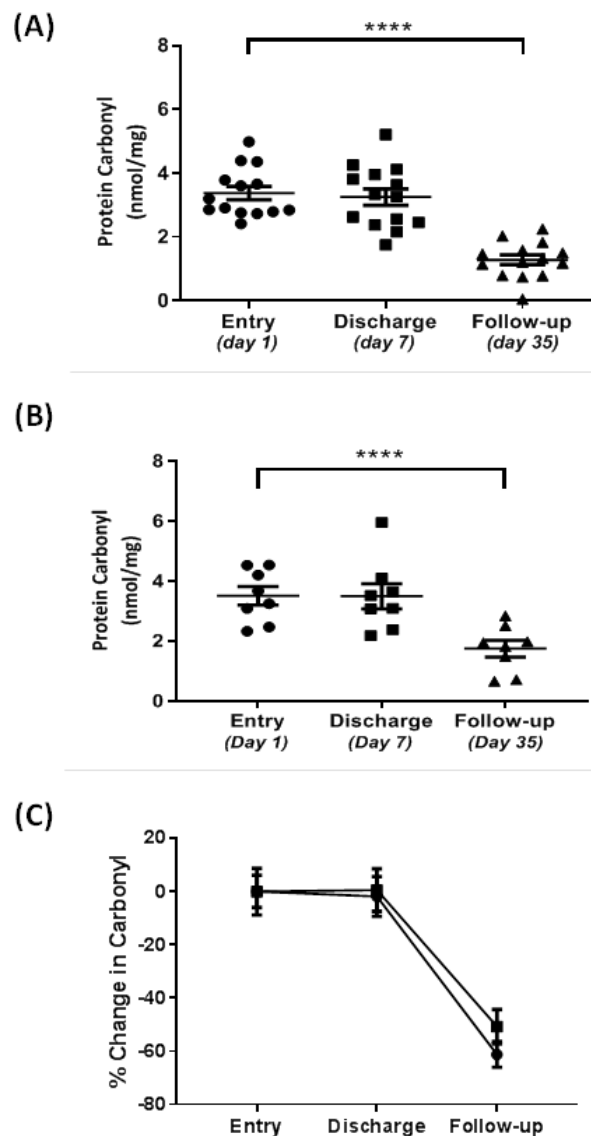 (A)
****
8
6
4
2
0
Protein Carbonyl
(nmol/mg)
Entry Discharge Follow-up
(day 1) (day 7) (day 35)
(B)
****
8
6
4
2
0
Protein Carbonyl
(nmol/mg)
Entry Discharge Follow-up
(Day 1) (Day 7) (Day 35)
(C)
20
0
-20
-40
-60
-80
% Change in Carbonyl
Entry Discharge Follow-up